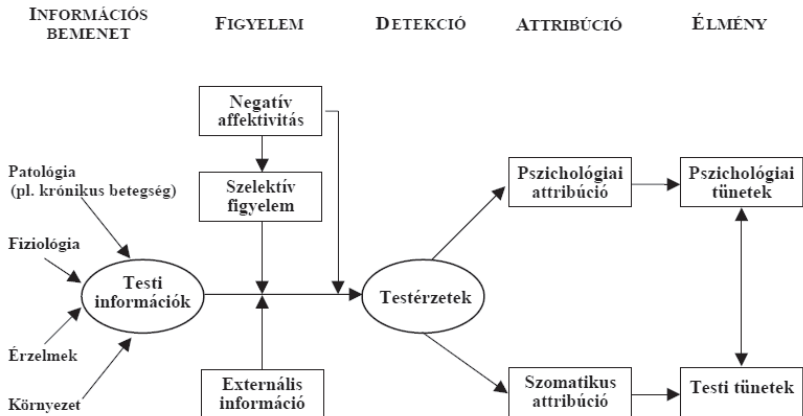 INFORMÁCIÓS
BEMENET
FIGYELEM
DETEKCIÓ
ATTRIBÚCIÓ
ÉLMÉNY
Negatív
affektivitás
Patológia
(pl. krónikus betegség)
Szelektív
figyelem
Pszichológiai
attribúció
Pszichológiai
tünetek
Fiziológia
Testi
információk
Testérzetek
Érzelmek
Környezet
Externális
információ
Szomatikus
attribúció
Testi tünetek